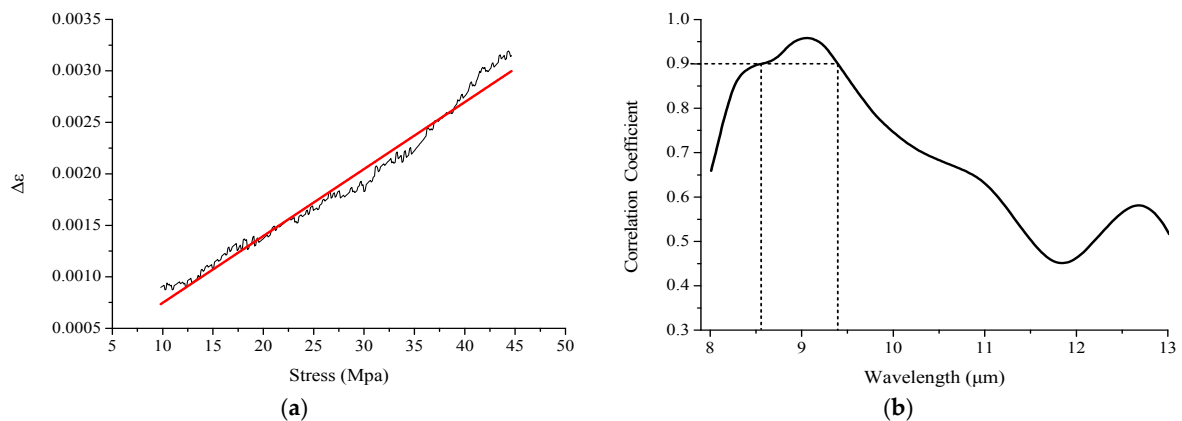 0.0035
0.0030
0.0025
0.0020
0.0015
0.0010
0.0005
Δε
5 10 15 20 25 30 35 40 45 50
Stress (Mpa)
(a)
1.0
0.9
0.8
0.7
0.6
0.5
0.4
0.3
Correlation Coefficient
8 9 10 11 12 13
Wavelength (μm)
(b)